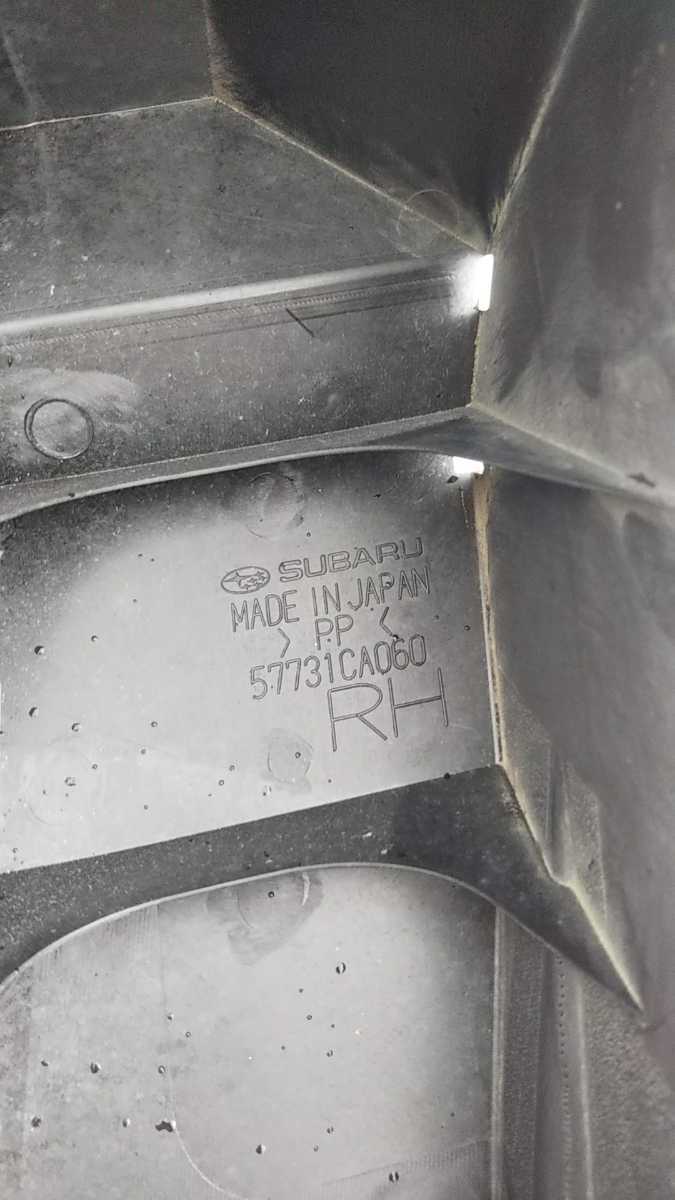 SUBARU
MADE IN JAPAN
> PP <
57731CA060
RH